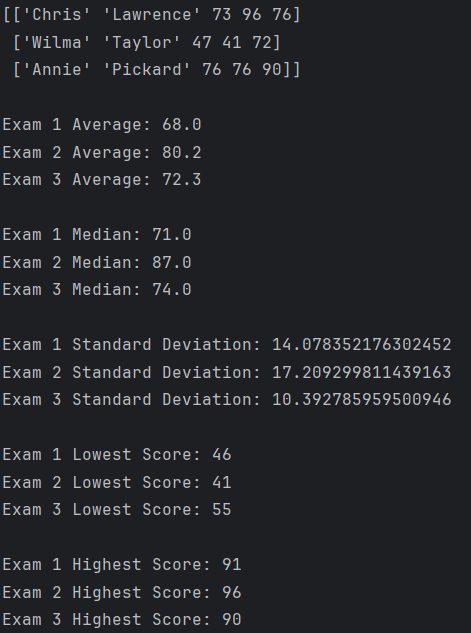 [['Chris' 'Lawrence' 73 96 76]
 ['Wilma' 'Taylor' 47 41 72]
 ['Annie' 'Pickard' 76 76 90]]
Exam 1 Average: 68.0
Exam 2 Average: 80.2
Exam 3 Average: 72.3
Exam 1 Median: 71.0
Exam 2 Median: 87.0
Exam 3 Median: 74.0
Exam 1 Standard Deviation: 14.078352176302452
Exam 2 Standard Deviation: 17.209299811439163
Exam 3 Standard Deviation: 10.392785959500946
Exam 1 Lowest Score: 46
Exam 2 Lowest Score: 41
Exam 3 Lowest Score: 55
Exam 1 Highest Score: 91
Exam 2 Highest Score: 96
Exam 3 Highest Score: 90